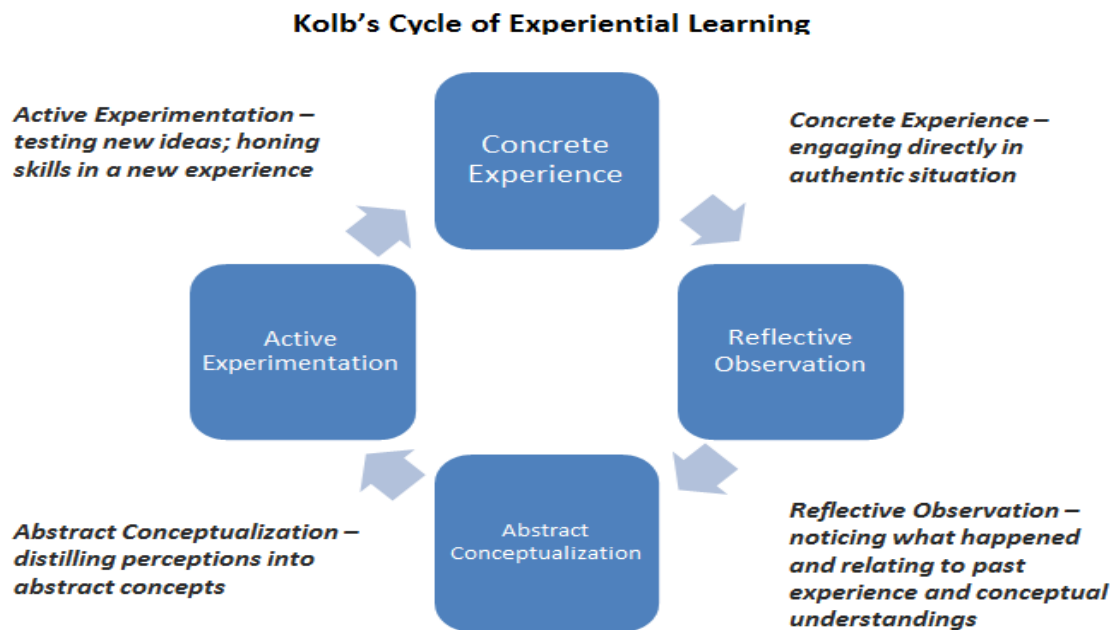 Kolb's Cycle of Experiential Learning
Active Experimentation –
testing new ideas; honing
skills in a new experience
Concrete
Experience
Concrete Experience –
engaging directly in
authentic situation
Active
Experimentation
Reflective
Observation
Abstract Conceptualization –
distilling perceptions into
abstract concepts
Abstract
Conceptualization
Reflective Observation –
noticing what happened
and relating to past
experience and conceptual
understandings